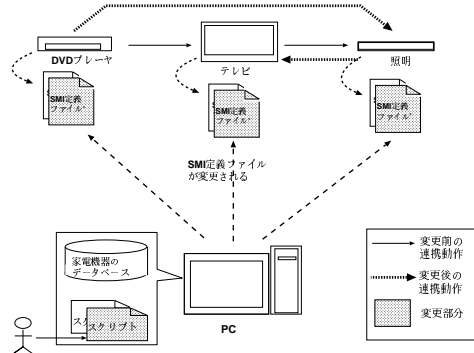 DVDプレーヤ
テレビ
照明
SMI定義
ファイル
SMI定義
ファイル
SMI定義
ファイル
SMI定義ファイル
が変更される
家電機器の
データベース
スクリプト
PC
変更前の
連携動作
変更後の
連携動作
変更部分